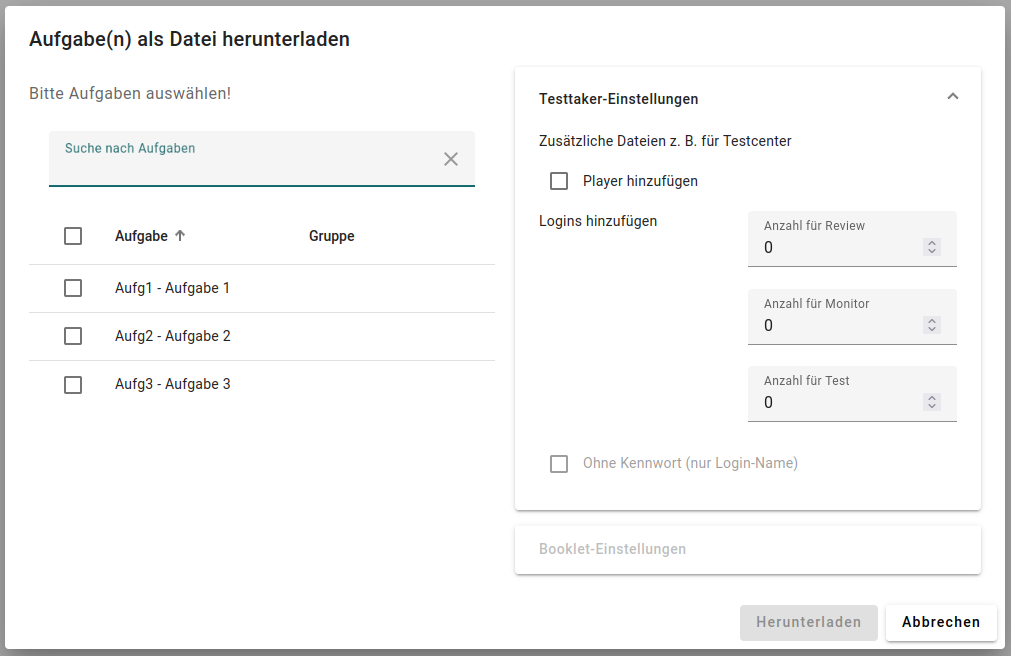 Aufgabe(n) als Datei herunterladen
Bitte Aufgaben auswählen!
Suche nach Aufgaben
Aufgabe
Gruppe
Aufg1 - Aufgabe 1
Aufg2 - Aufgabe 2
Aufg3 - Aufgabe 3
Testtaker-Einstellungen
Zusätzliche Dateien z. B. für Testcenter
Player hinzufügen
Logins hinzufügen
Anzahl für Review
0
Anzahl für Monitor
0
Anzahl für Test
0
Ohne Kennwort (nur Login-Name)
Booklet-Einstellungen
Herunterladen
Abbrechen